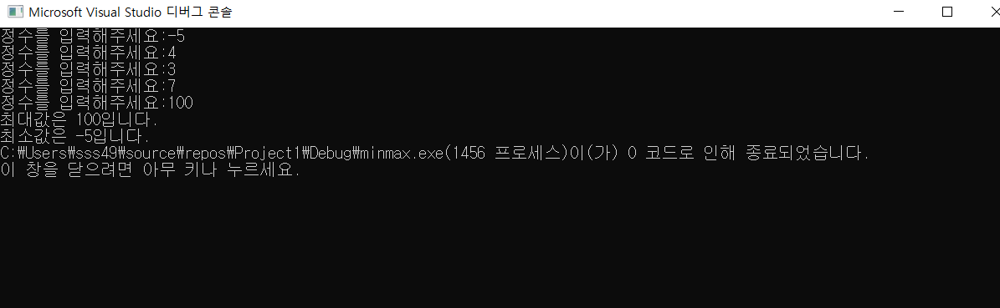 Microsoft Visual Studio 디버그 콘솔
정수를 입력해주세요:-5
정수를 입력해주세요:4
정수를 입력해주세요:3
정수를 입력해주세요:7
정수를 입력해주세요:100
최대값은 100입니다.
최소값은 -5입니다.
C:₩Users₩sss49₩source₩repos₩Project1₩Debug₩minmax.exe(1456 프로세스)이(가) 0 코드로 인해 종료되었습니다.
이 창을 닫으려면 아무 키나 누르세요.